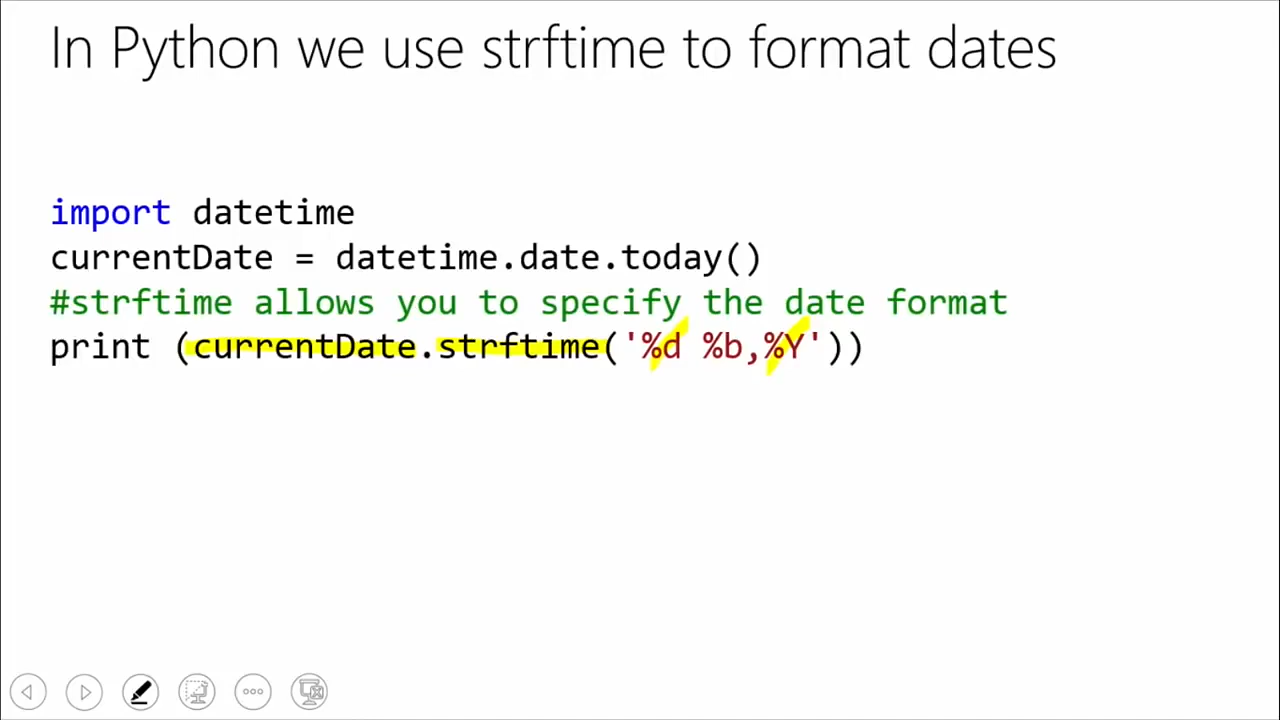 In Python we use strftime to format dates
import datetime
currentDate = datetime.date.today()
#strftime allows you to specify the date format
print (currentDate.strftime('%d %b,%Y'))